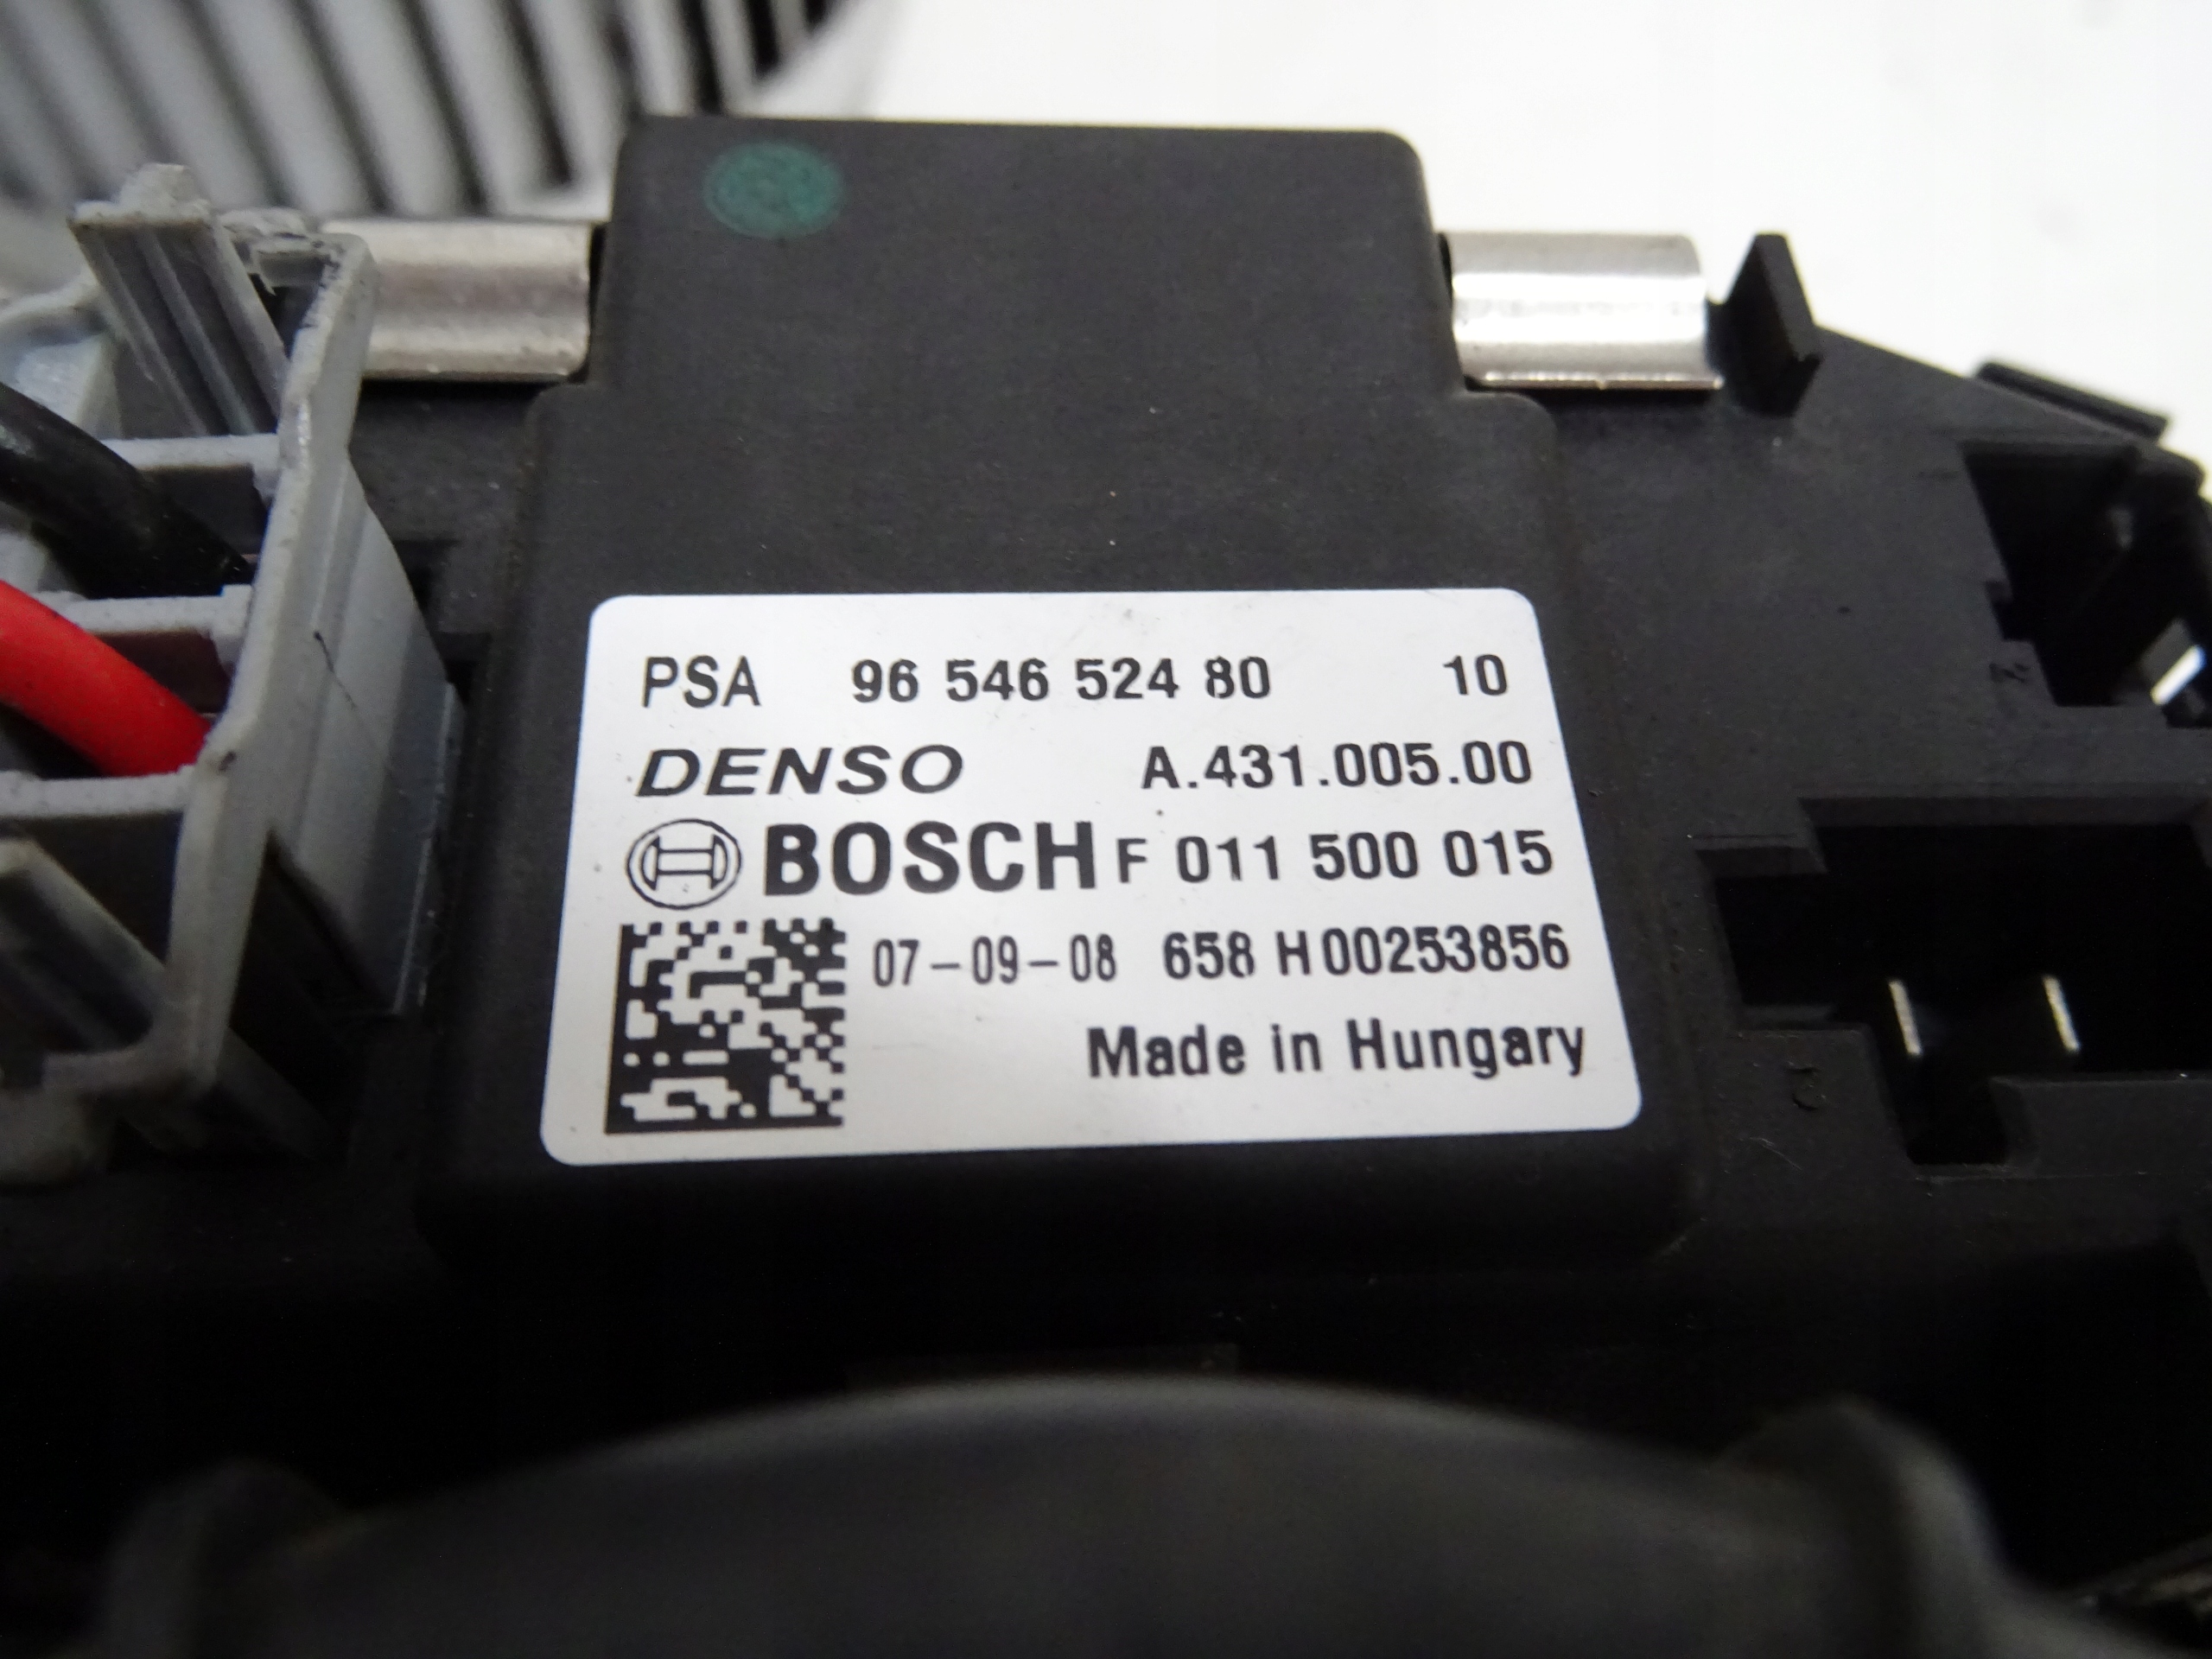 PSA 96 546 524 80 10
DENSO A.431.005.00
BOSCH F 011 500 015
07-09-08 658 H00253856
Made in Hungary